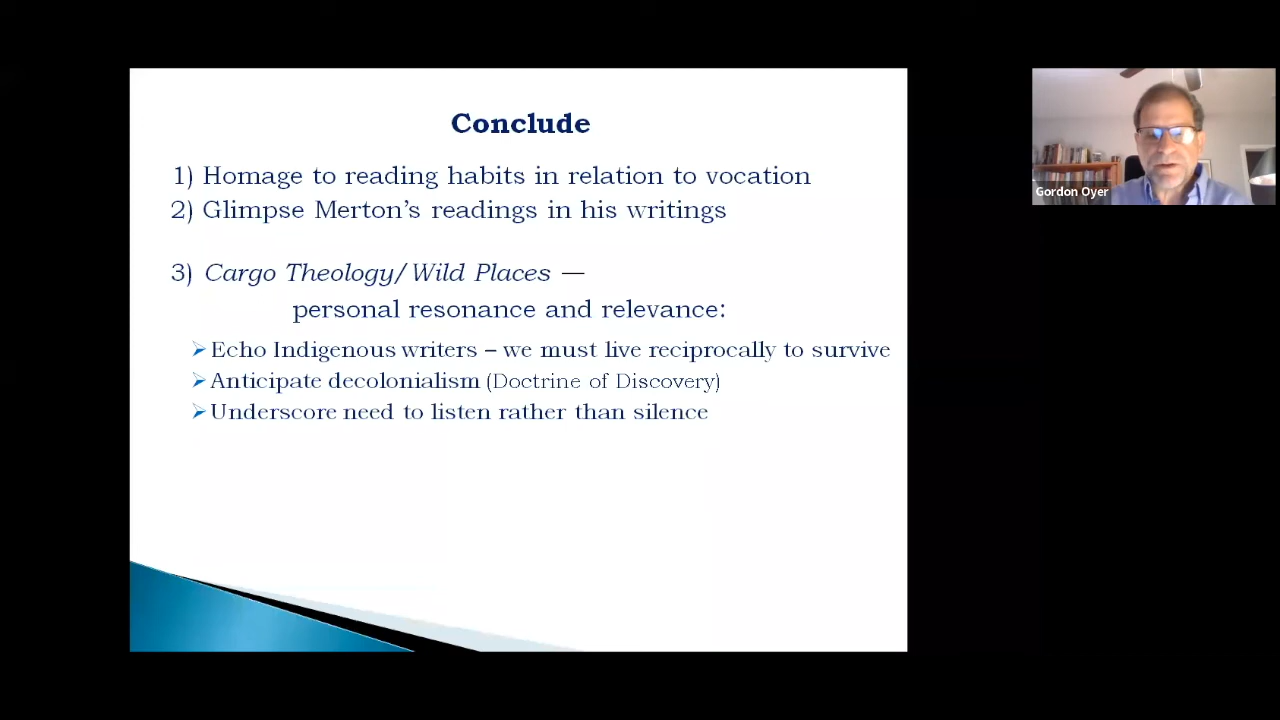 Conclude
1) Homage to reading habits in relation to vocation
2) Glimpse Merton’s readings in his writings
3) Cargo Theology/Wild Places —
personal resonance and relevance:
➢Echo Indigenous writers – we must live reciprocally to survive
➢Anticipate decolonialism (Doctrine of Discovery)
➢Underscore need to listen rather than silence
Gordon Oyer